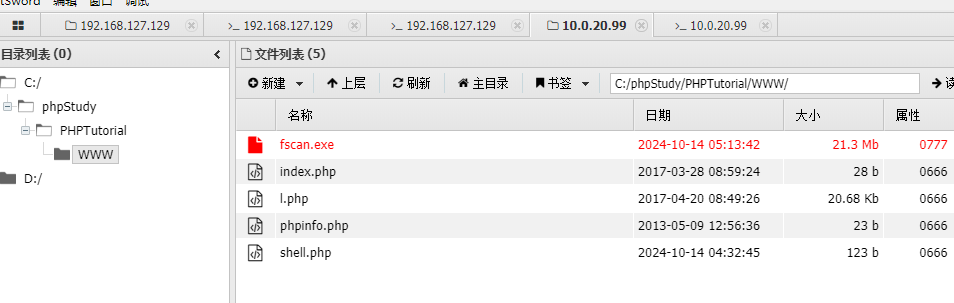 tsword 编辑 窗口 调试
192.168.127.129 >_ 192.168.127.129 >_ 192.168.127.129 10.0.20.99 >_ 10.0.20.99
目录列表 (0)
C:/
phpStudy
PHPTutorial
WWW
D:/
文件列表 (5)
新建 上层 刷新 主目录 书签 C:/phpStudy/PHPTutorial/WWW/ 读
名称 日期 大小 属性
fscan.exe 2024-10-14 05:13:42 21.3 Mb 0777
index.php 2017-03-28 08:59:24 28 b 0666
l.php 2017-04-20 08:49:26 20.68 Kb 0666
phpinfo.php 2013-05-09 12:56:36 23 b 0666
shell.php 2024-10-14 04:32:45 123 b 0666